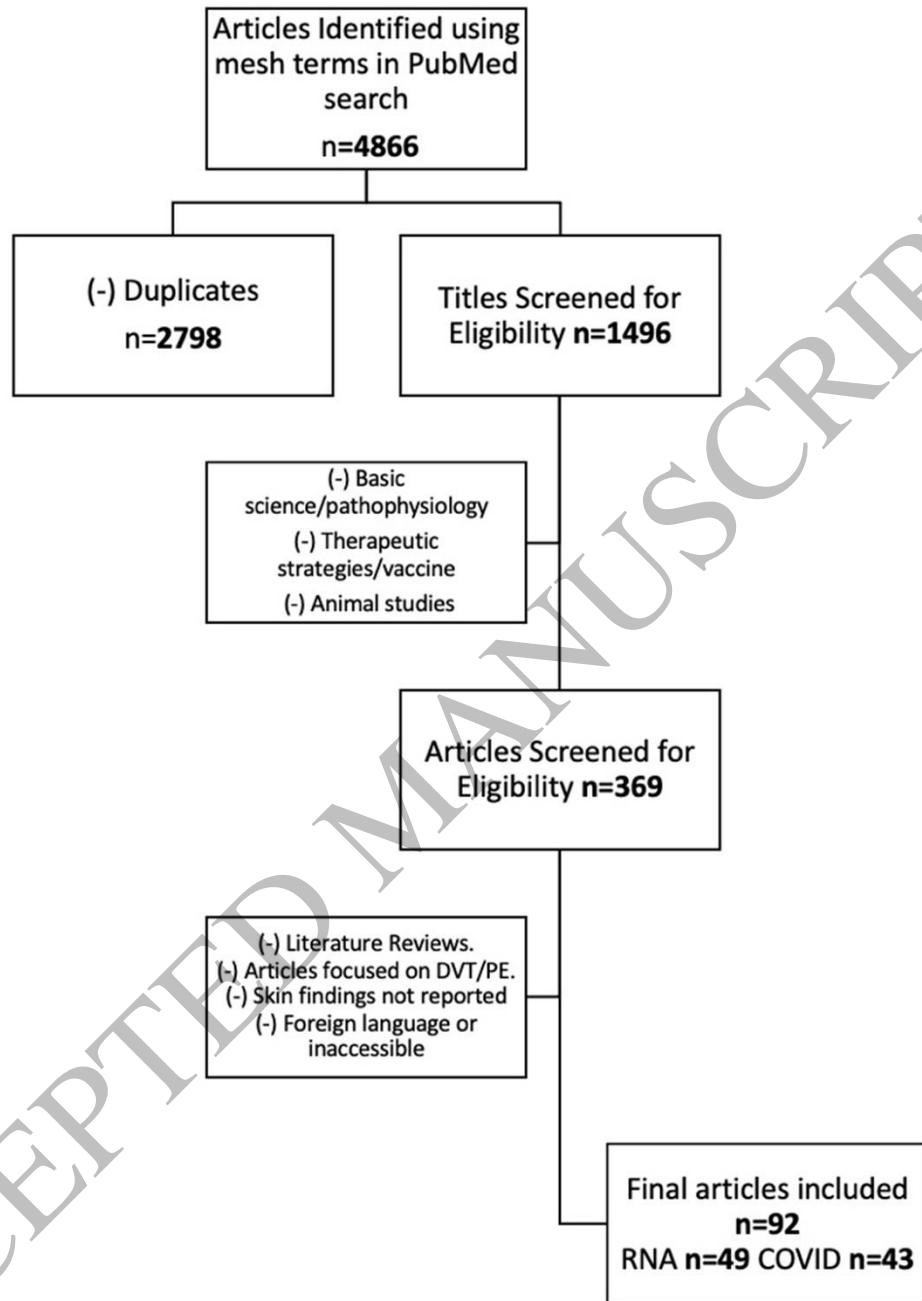 Articles Identified using
mesh terms in PubMed
search
n=4866
(-) Duplicates
n=2798
Titles Screened for
Eligibility n=1496
(-) Basic
science/pathophysiology
(-) Therapeutic
strategies/vaccine
(-) Animal studies
Articles Screened for
Eligibility n=369
(-) Literature Reviews.
(-) Articles focused on DVT/PE.
(-) Skin findings not reported
(-) Foreign language or
inaccessible
Final articles included
n=92
RNA n=49 COVID n=43
CEPTED MANUSCRIP